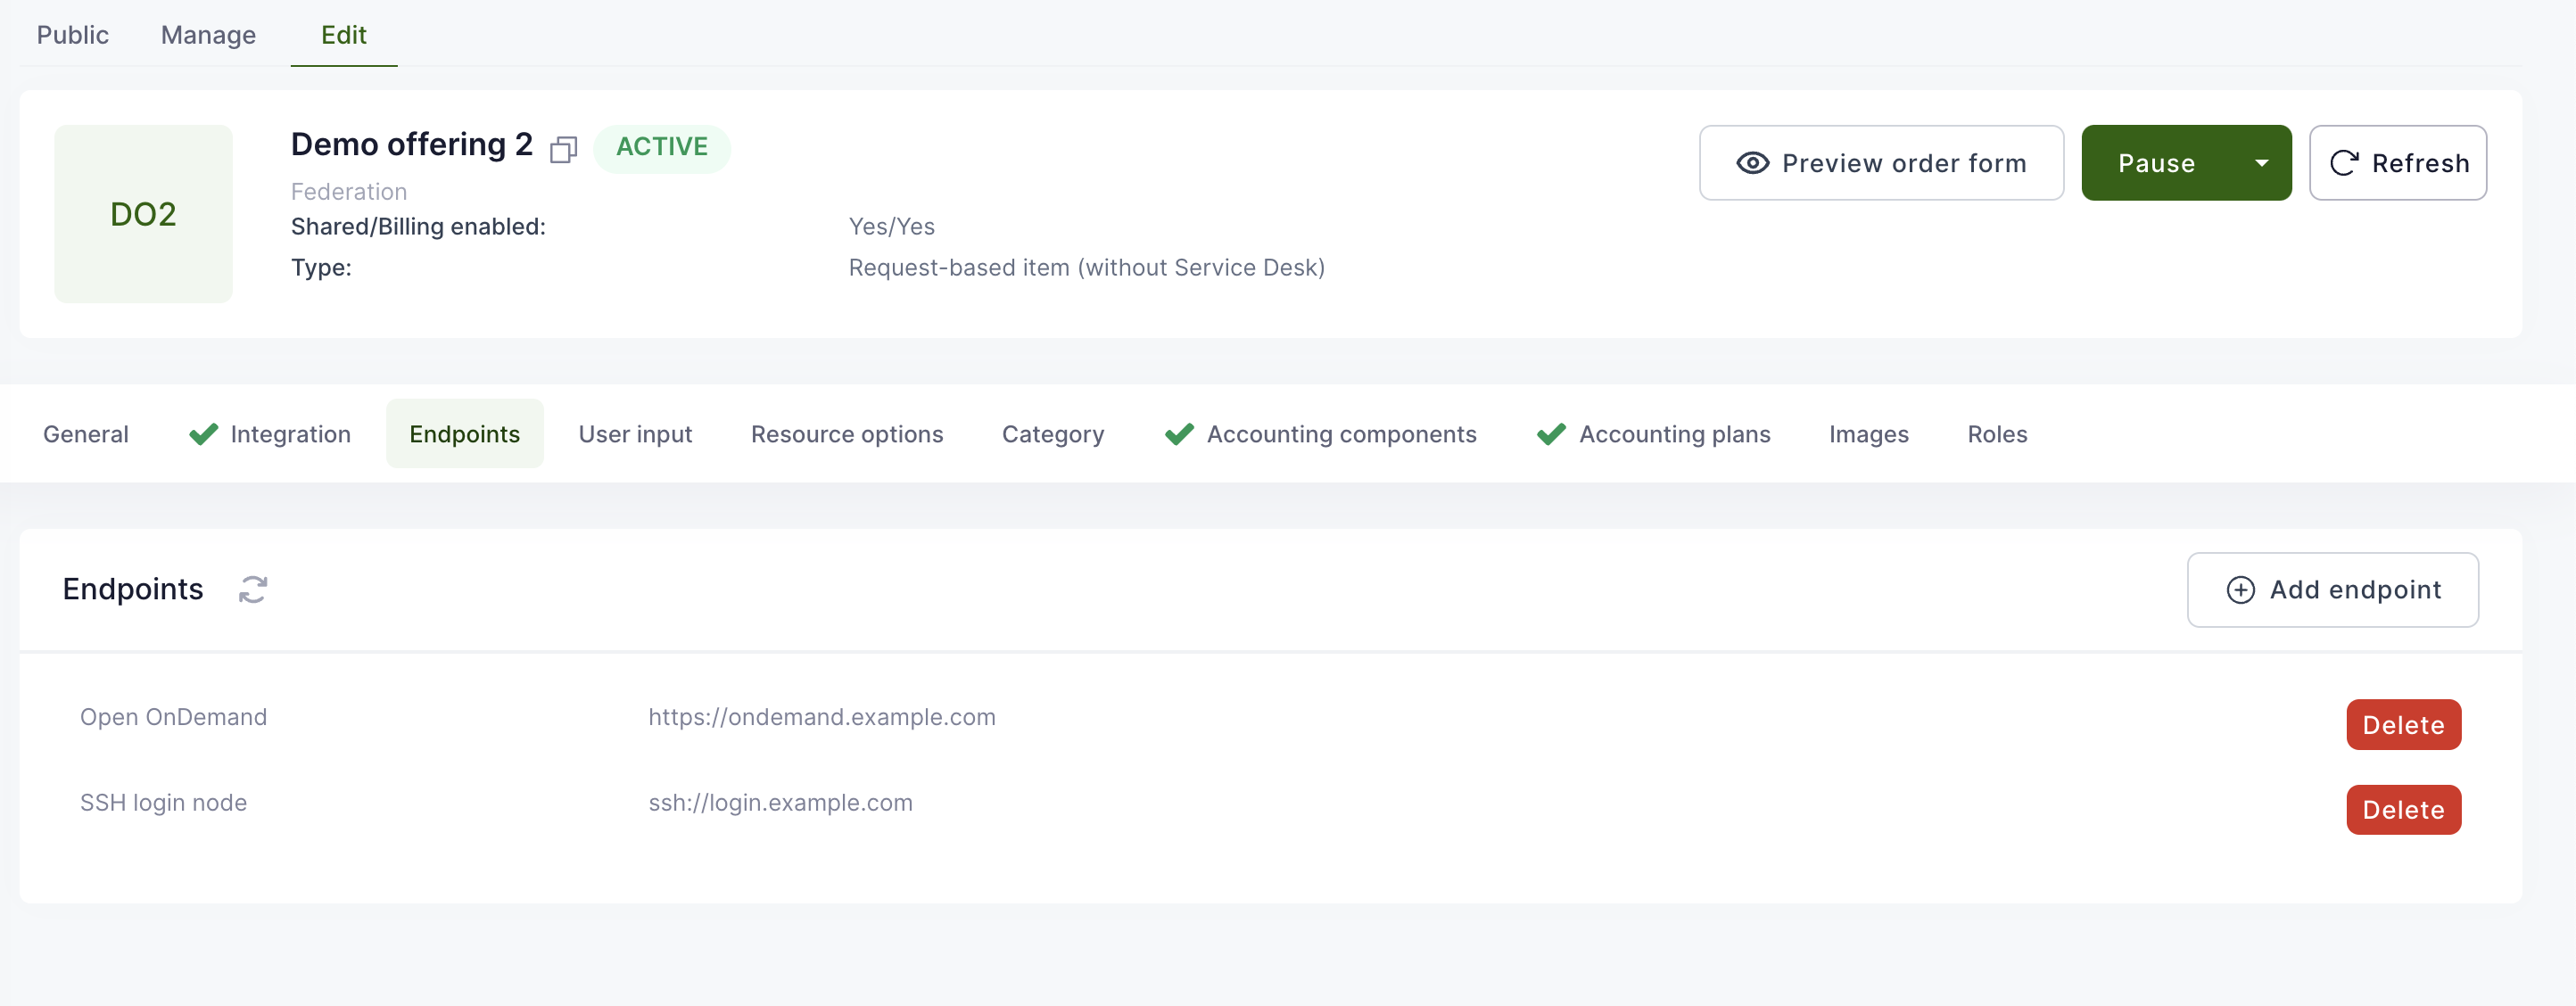 Public Manage Edit
DO2
Demo offering 2 ACTIVE
Federation
Shared/Billing enabled: Yes/Yes
Type: Request-based item (without Service Desk)
Preview order form Pause Refresh
General Integration Endpoints User input Resource options Category Accounting components Accounting plans Images Roles
Endpoints Add endpoint
Open OnDemand https://ondemand.example.com Delete
SSH login node ssh://login.example.com Delete